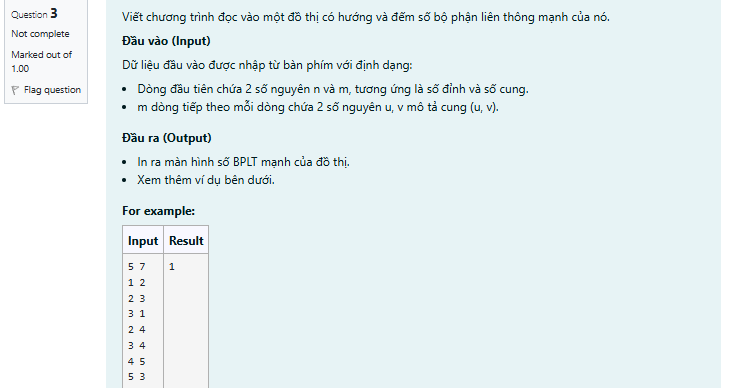 Question 3
Not complete
Marked out of
1.00
Flag question
Viết chương trình đọc vào một đồ thị có hướng và đếm số bộ phận liên thông mạnh của nó.
Đầu vào (Input)
Dữ liệu đầu vào được nhập từ bàn phím với định dạng:
• Dòng đầu tiên chứa 2 số nguyên n và m, tương ứng là số đỉnh và số cung.
• m dòng tiếp theo mỗi dòng chứa 2 số nguyên u, v mô tả cung (u, v).
Đầu ra (Output)
• In ra màn hình số BPLT mạnh của đồ thị.
• Xem thêm ví dụ bên dưới.
For example:
Input Result
5 7 1
1 2
2 3
3 1
2 4
3 4
4 5
5 3